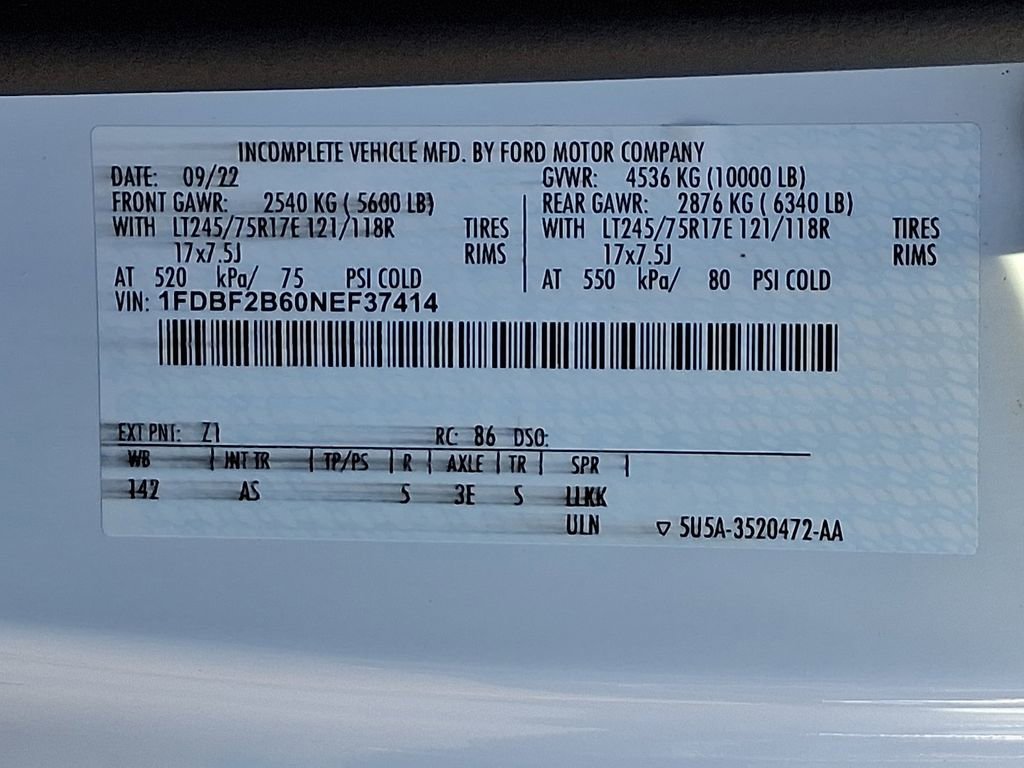 INCOMPLETE VEHICLE MFD. BY FORD MOTOR COMPANY
DATE: 09/22 GVWR: 4536 KG (10000 LB)
FRONT GAWR: 2540 KG ( 5600 LB) REAR GAWR: 2876 KG ( 6340 LB)
WITH LT245/75R17E 121/118R TIRES WITH LT245/75R17E 121/118R TIRES
17x7.5J RIMS 17x7.5J RIMS
AT 520 kPa/ 75 PSI COLD AT 550 kPa/ 80 PSI COLD
VIN: 1FDBF2B60NEF37414
EXT PNT: Z1 RC: 86 DSO:
WB | INT TR | TP/PS | R | AXLE | TR | SPR |
142 AS 5 3E S LLKK
ULN ▽ 5U5A-3520472-AA